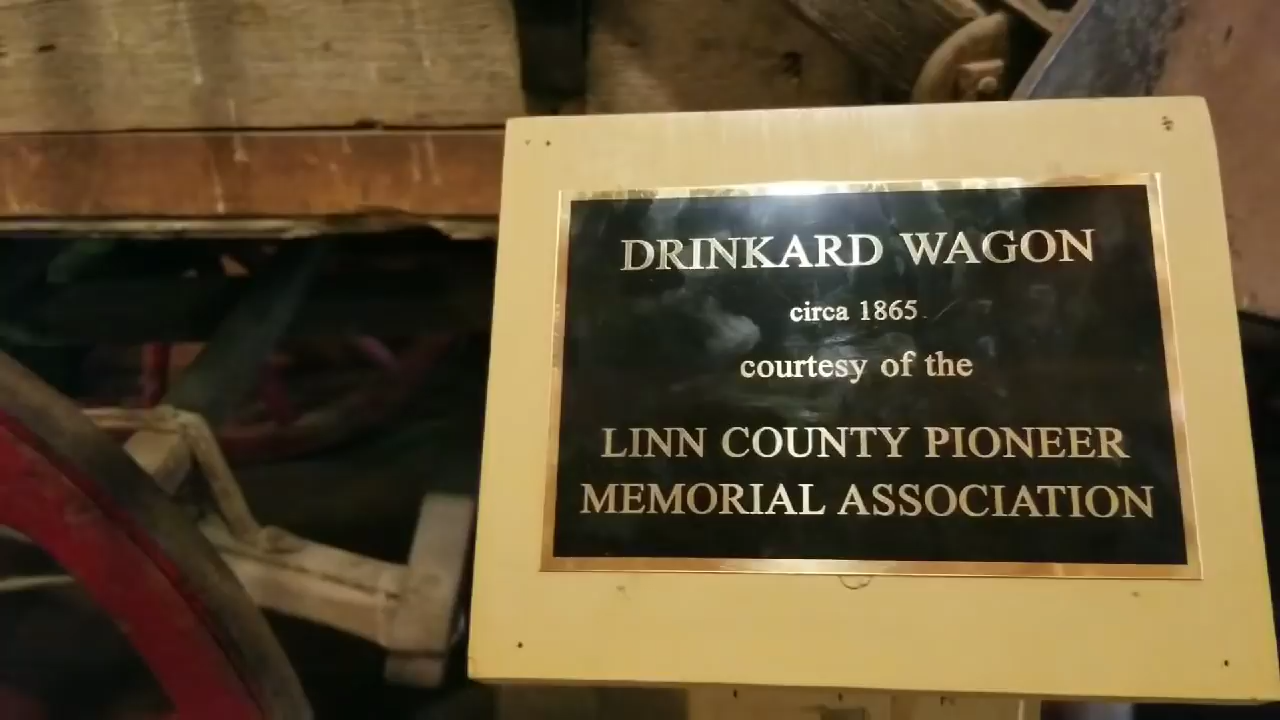 DRINKARD WAGON
circa 1865
courtesy of the
LINN COUNTY PIONEER
MEMORIAL ASSOCIATION